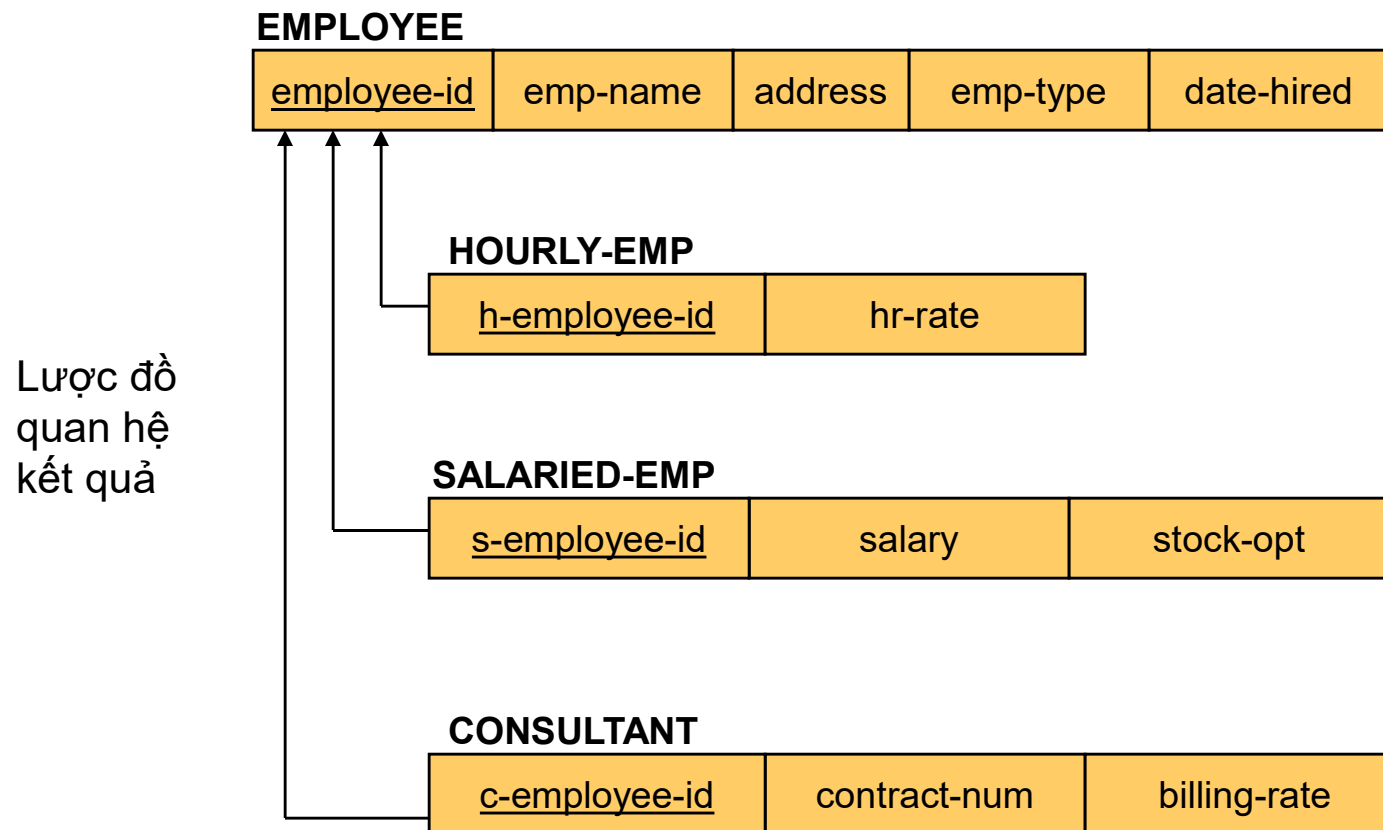 EMPLOYEE
employee-id emp-name address emp-type date-hired
HOURLY-EMP
h-employee-id hr-rate
Lược đồ
quan hệ
kết quả
SALARIED-EMP
s-employee-id salary stock-opt
CONSULTANT
c-employee-id contract-num billing-rate